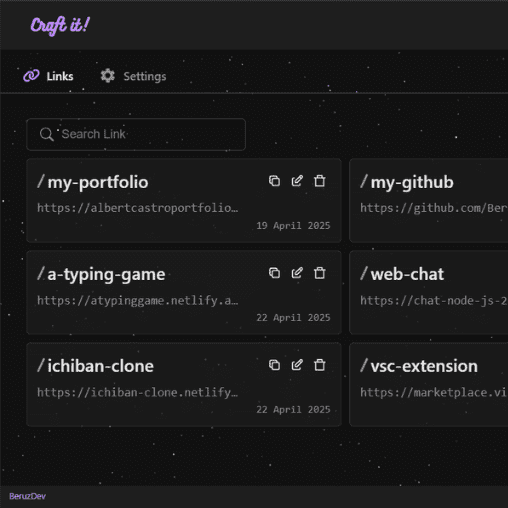 Craft it!
Links
Settings
Search Link
/my-portfolio
https://albertcastroportfolio…
19 April 2025
/my-github
https://github.com/Ber
/a-typing-game
https://atypinggame.netlify.a…
22 April 2025
/web-chat
https://chat-node-js-2
/ichiban-clone
https://ichiban-clone.netlify…
22 April 2025
/vsc-extension
https://marketplace.vi
BeruzDev